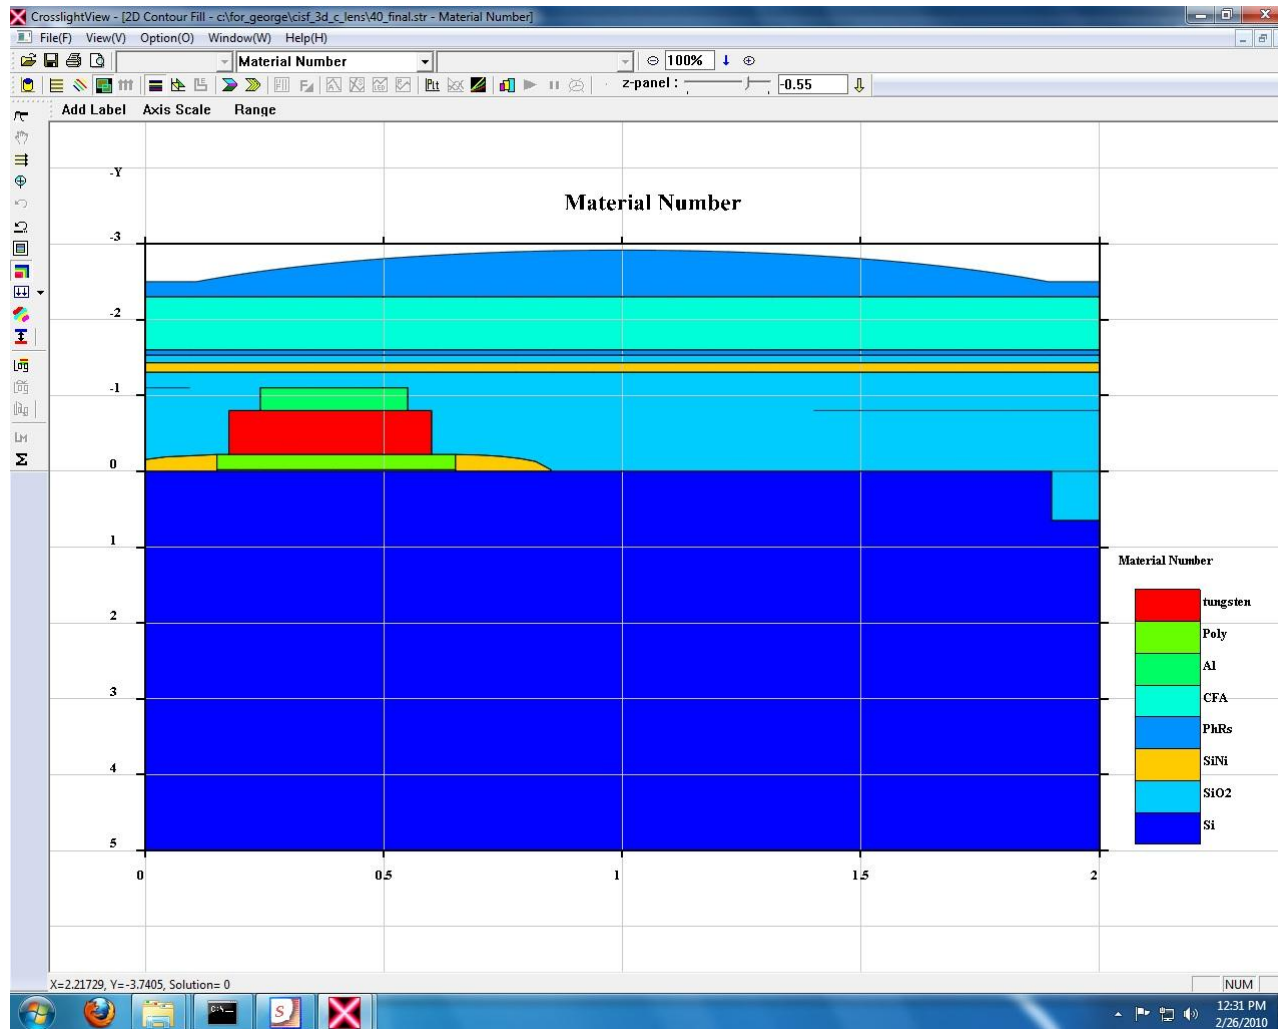 CrosslightView - [2D Contour Fill - c:\for_george\cisf_3d_c_lens\40_final.str - Material Number]
File(F) View(V) Option(O) Window(W) Help(H)
Material Number 100%
z-panel : -0.55
Add Label Axis Scale Range
-Y
Material Number
-3
-2
-1
0
1
2
3
4
5
0 0.5 1 1.5 2
Material Number
tungsten
Poly
Al
CFA
PhRs
SiNi
SiO2
Si
LM
Σ
X=2.21729, Y=-3.7405, Solution= 0
NUM
12:31 PM
2/26/2010